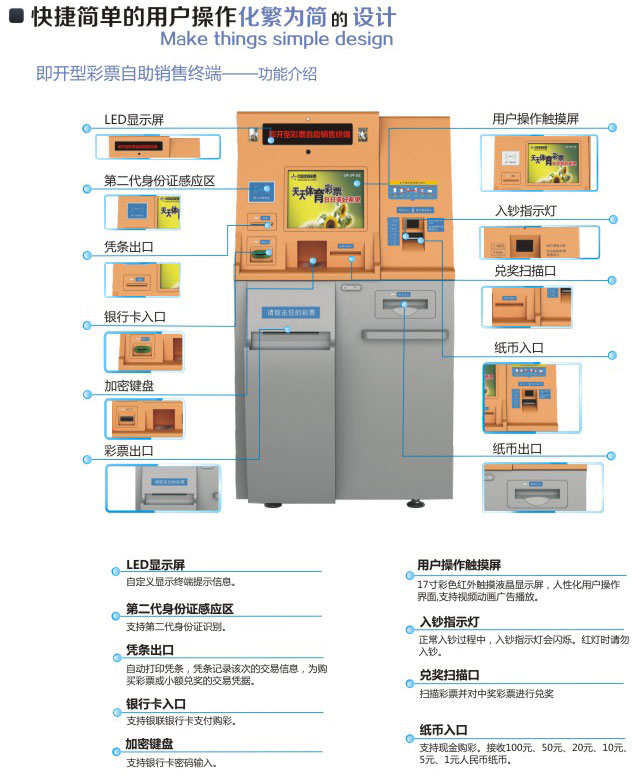 快捷简单的用户操作化繁为简的设计
Make things simple design
即开型彩票自助销售终端——功能介绍
LED显示屏
第二代身份证感应区
凭条出口
银行卡入口
加密键盘
彩票出口
即开型彩票自助销售终端
天天体育彩票
请取走您的彩票
用户操作触摸屏
入钞指示灯
兑奖扫描口
纸币入口
纸币出口
LED显示屏
自定义显示终端提示信息。
第二代身份证感应区
支持第二代身份证识别。
凭条出口
自动打印凭条，凭条记录该次的交易信息，为购
买彩票或小额兑奖的交易凭据。
银行卡入口
支持银联银行卡支付购彩。
加密键盘
支持银行卡密码输入。
用户操作触摸屏
17寸彩色红外触摸液晶显示屏，人性化用户操作
界面,支持视频动画广告播放。
入钞指示灯
正常入钞过程中，入钞指示灯会闪烁。红灯时请勿
入钞。
兑奖扫描口
扫描彩票并对中奖彩票进行兑奖
纸币入口
支持现金购彩。接收100元、50元、20元、10元、
5元、1元人民币纸币。